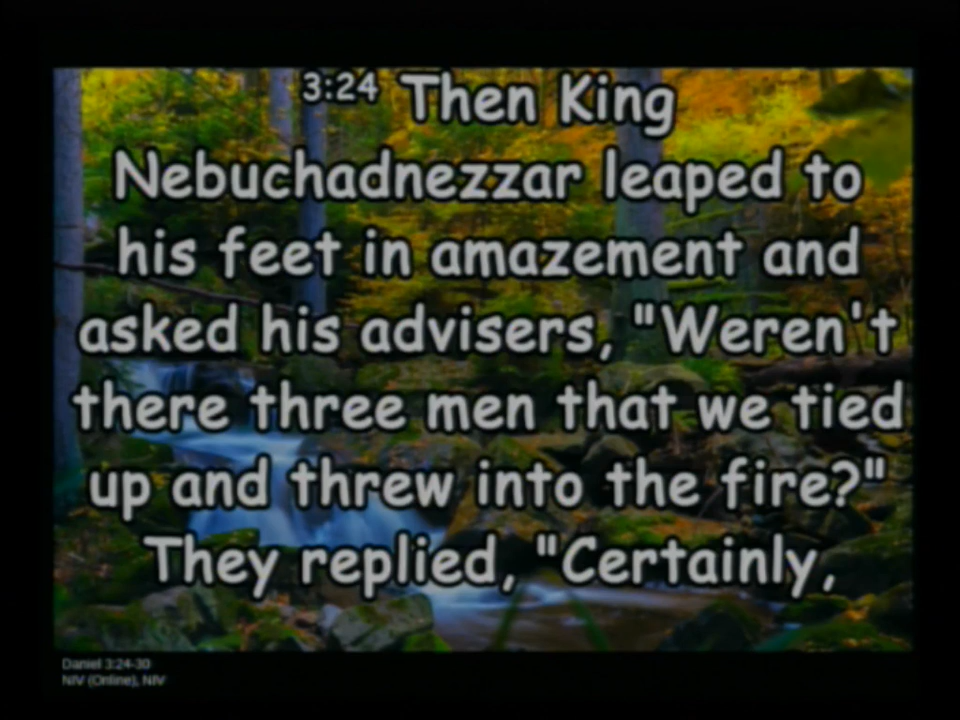 3:24 Then King
Nebuchadnezzar leaped to
his feet in amazement and
asked his advisers, "Weren't
there three men that we tied
up and threw into the fire?"
They replied, "Certainly,
Daniel 3:24-30
NIV (Online), NIV